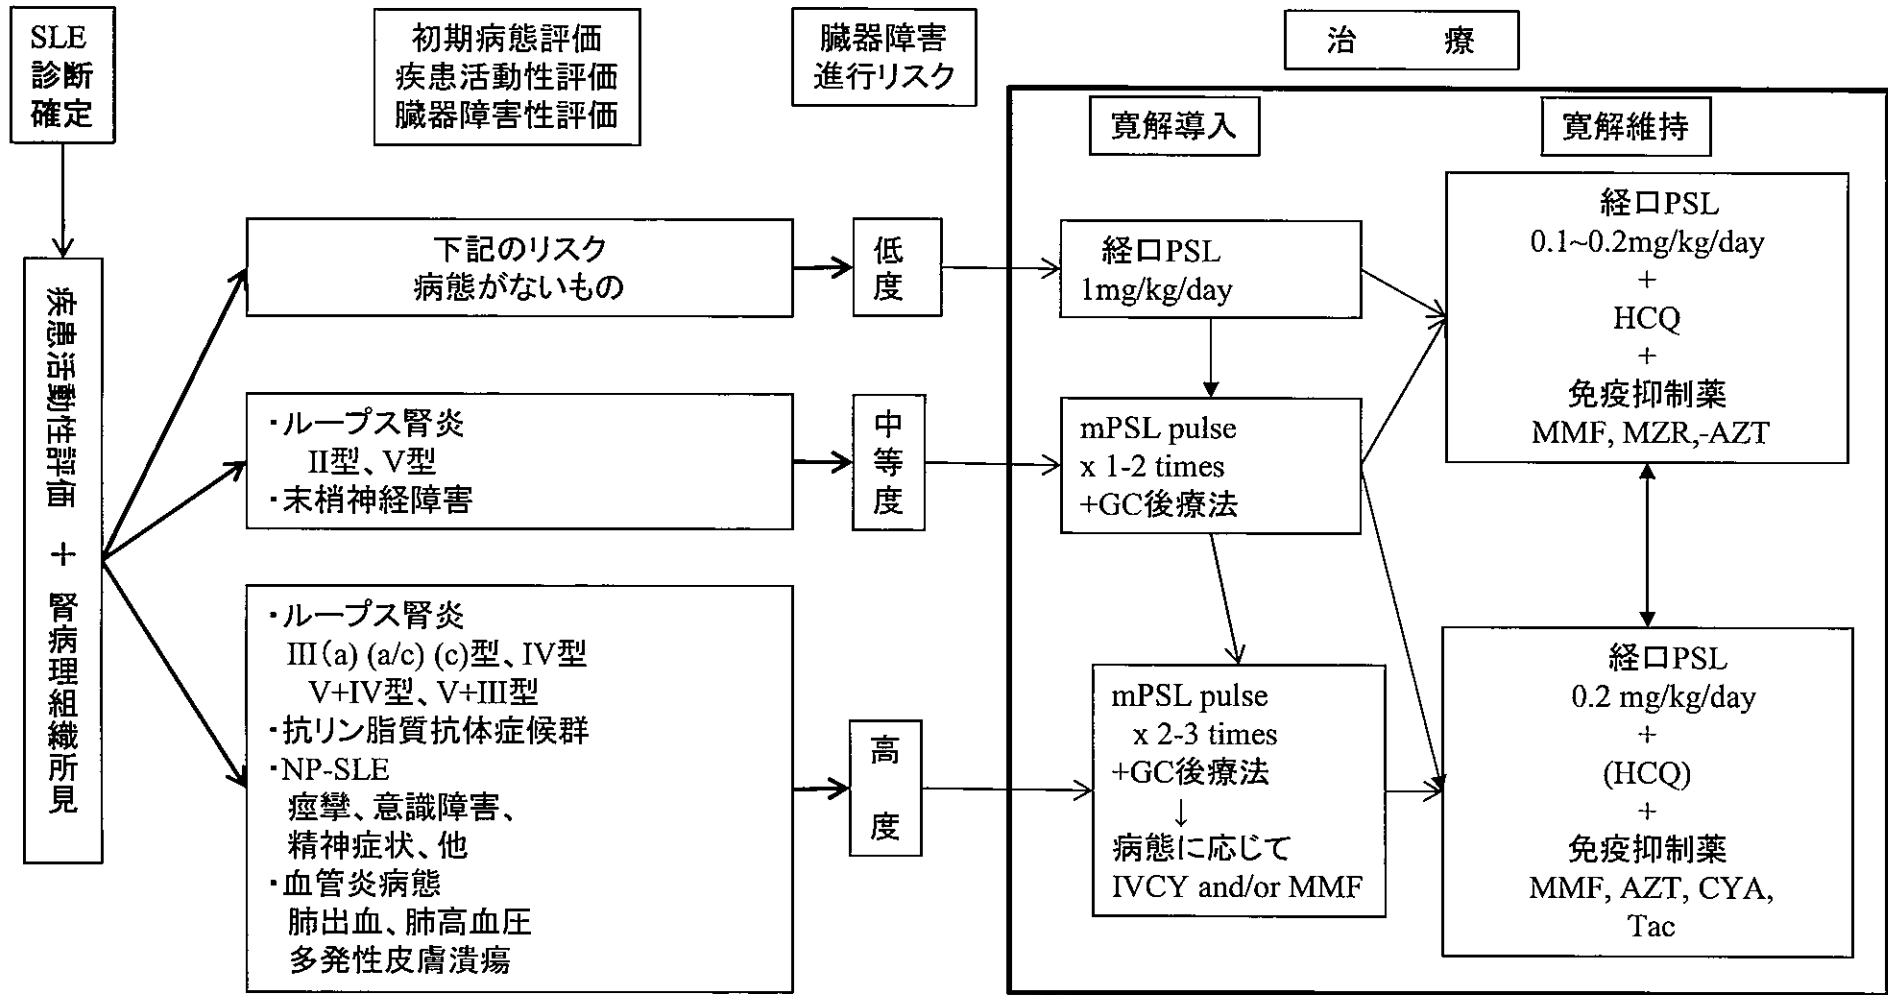 SLE
診断
確定
初期病態評価
疾患活動性評価
臓器障害性評価
臓器障害
進行リスク
治 療
寛解導入
寛解維持
疾患活動性評価 + 腎病理組織所見
下記のリスク
病態がないもの
低
度
経口PSL
1mg/kg/day
経口PSL
0.1~0.2mg/kg/day
+
HCQ
+
免疫抑制薬
MMF, MZR,-AZT
・ループス腎炎
II型、V型
・末梢神経障害
中
等
度
mPSL pulse
x 1-2 times
+GC後療法
・ループス腎炎
III(a) (a/c) (c)型、IV型
V+IV型、V+III型
・抗リン脂質抗体症候群
・NP-SLE
痙攣、意識障害、
精神症状、他
・血管炎病態
肺出血、肺高血圧
多発性皮膚潰瘍
高
度
mPSL pulse
x 2-3 times
+GC後療法
↓
病態に応じて
IVCY and/or MMF
経口PSL
0.2 mg/kg/day
+
(HCQ)
+
免疫抑制薬
MMF, AZT, CYA,
Tac